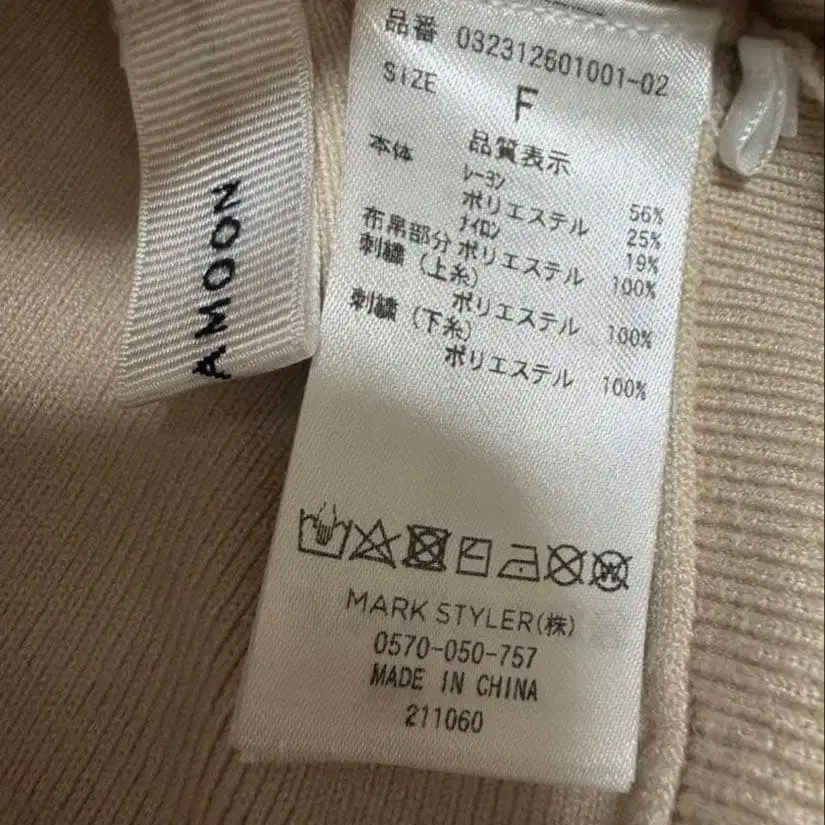 品番 032312601001-02
SIZE F
品質表示
本体 レーヨン 56%
ポリエステル 25%
ナイロン 19%
布帛部分 ポリエステル 100%
刺繍（上糸）
ポリエステル 100%
刺繍（下糸）
ポリエステル 100%
MARK STYLER(株)
0570-050-757
MADE IN CHINA
211060
AMOON